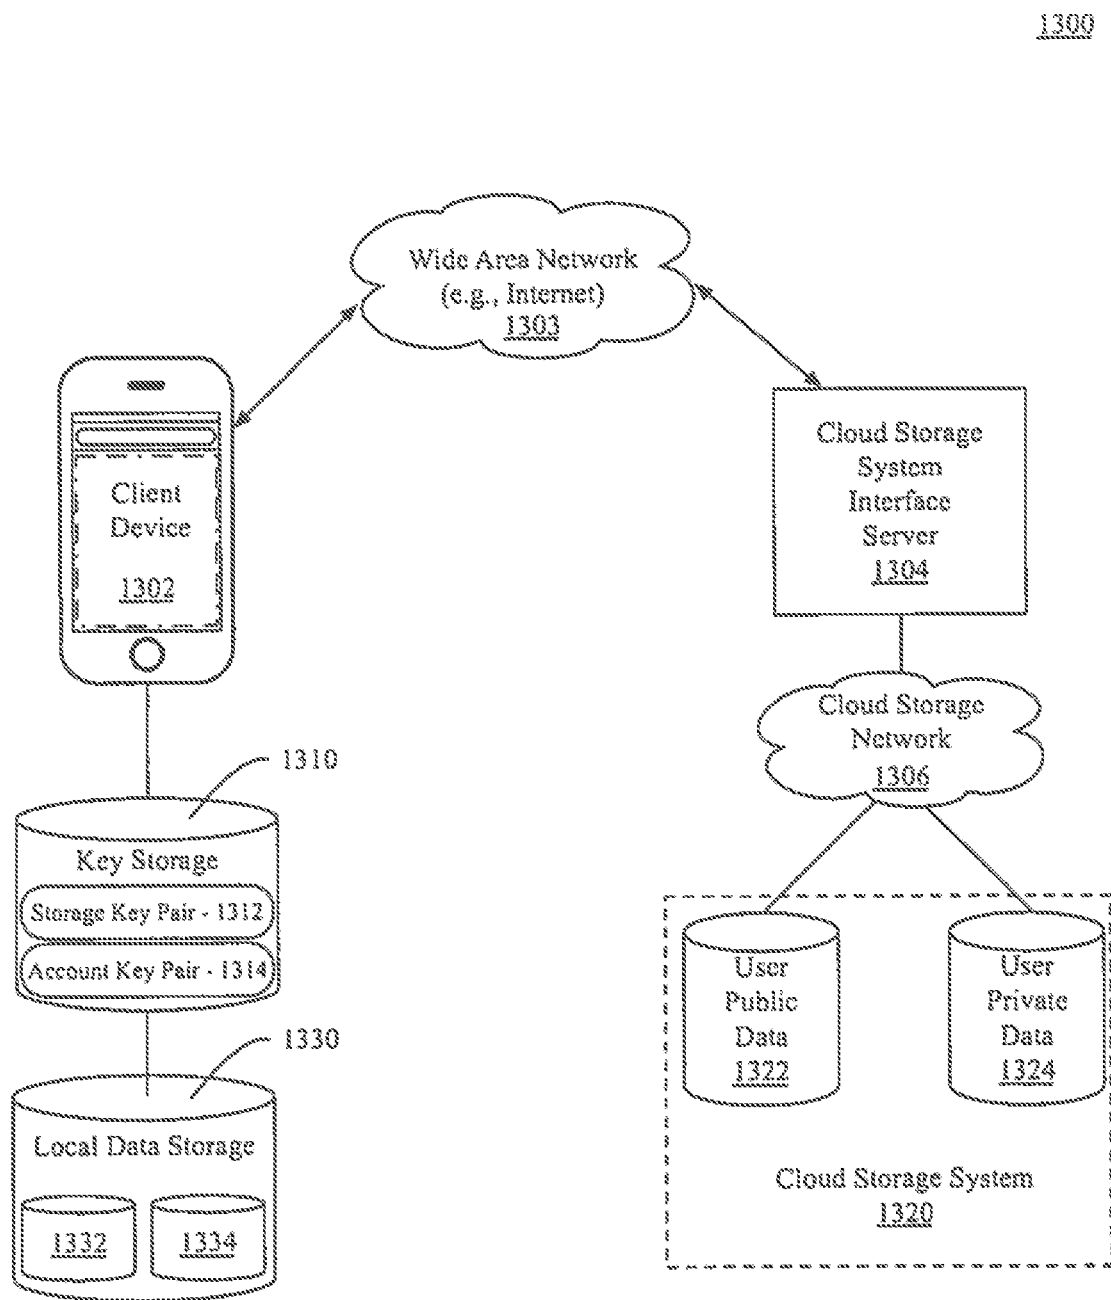 1300
Wide Area Network
(e.g., Internet)
1303
Client
Device
1302
Cloud Storage
System
Interface
Server
1304
Cloud Storage
Network
1306
1310
Key Storage
Storage Key Pair - 1312
Account Key Pair - 1314
1330
Local Data Storage
1332
1334
User
Public
Data
1322
User
Private
Data
1324
Cloud Storage System
1320